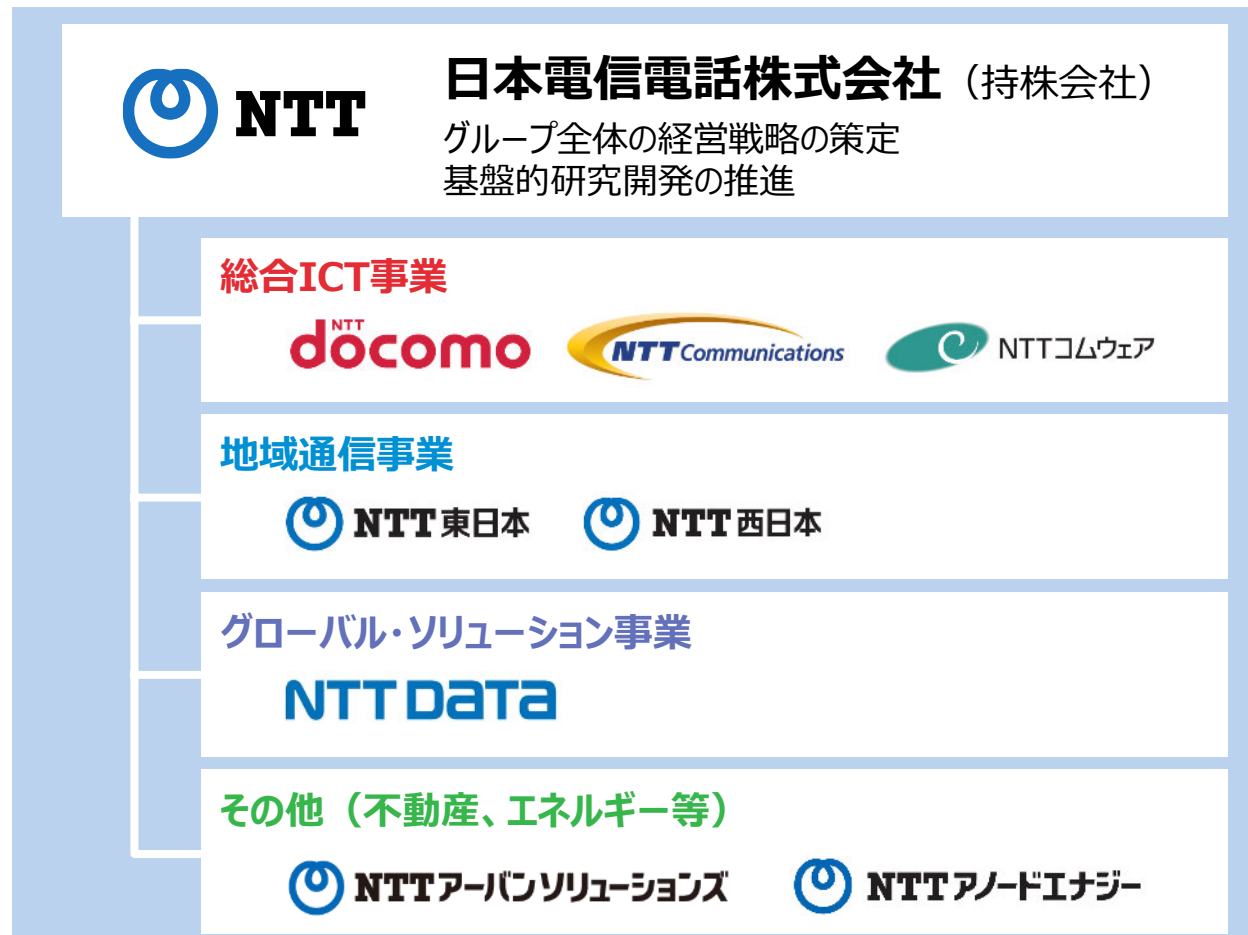 NTT
日本電信電話株式会社（持株会社）
グループ全体の経営戦略の策定
基盤的研究開発の推進
総合ICT事業
NTT docomo NTT Communications NTTコムウェア
地域通信事業
NTT東日本 NTT西日本
グローバル・ソリューション事業
NTT DATA
その他（不動産、エネルギー等）
NTTアーバンソリューションズ NTTアノードエナジー